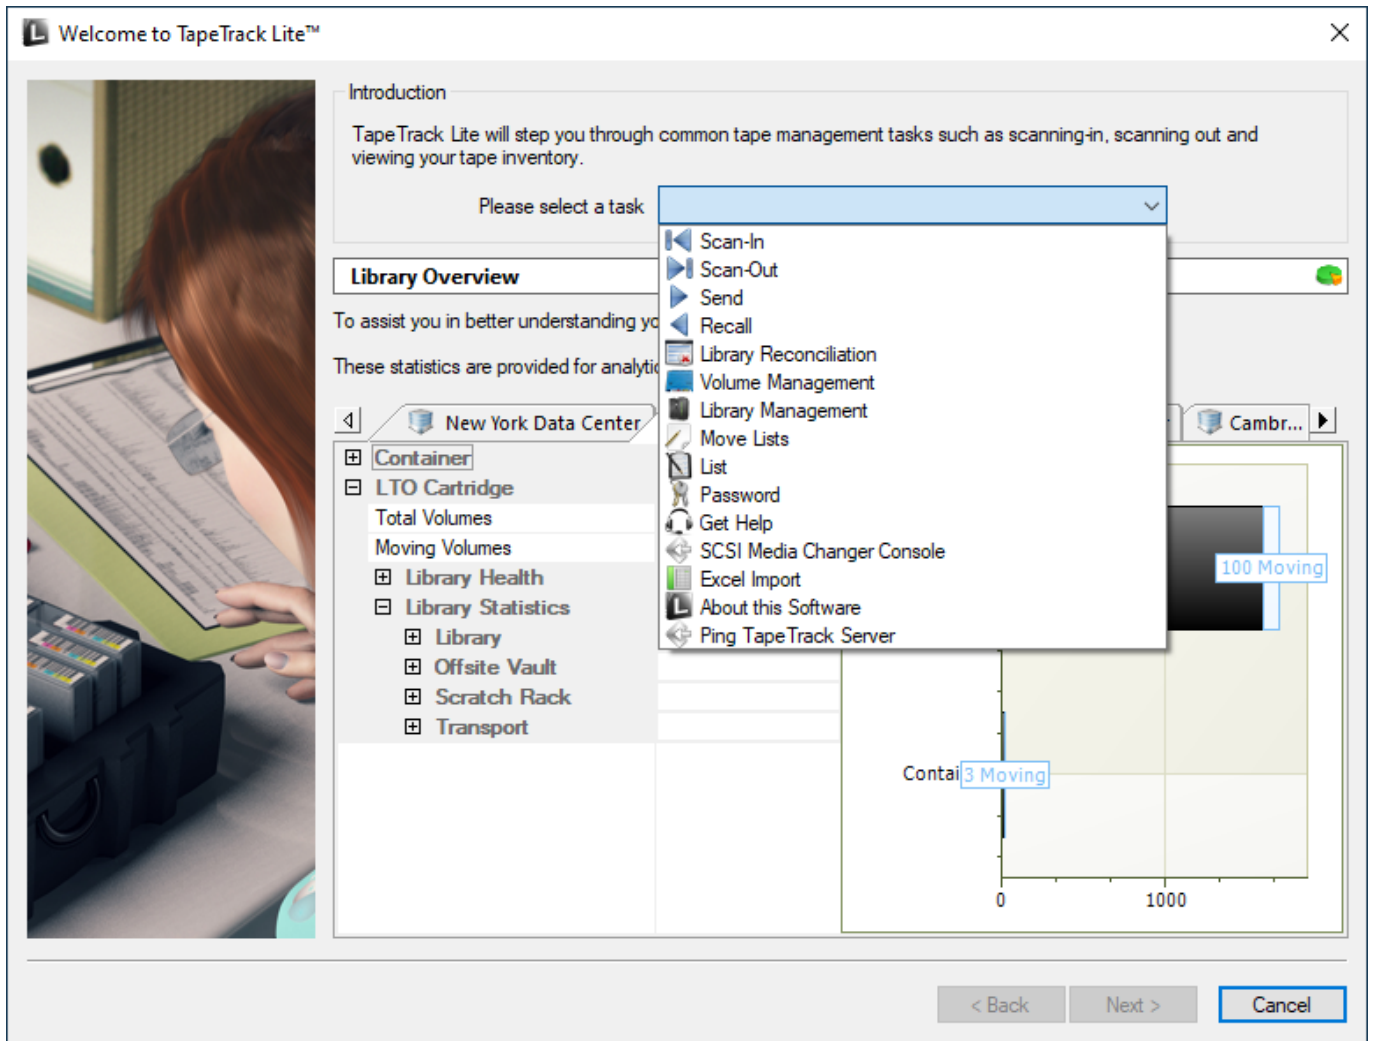 Welcome to TapeTrack Lite™
Introduction
TapeTrack Lite will step you through common tape management tasks such as scanning-in, scanning out and
viewing your tape inventory.
Please select a task
Scan-In
Scan-Out
Send
Recall
Library Reconciliation
Volume Management
Library Management
Move Lists
List
Password
Get Help
SCSI Media Changer Console
Excel Import
About this Software
Ping TapeTrack Server
Library Overview
To assist you in better understanding
These statistics are provided for
New York Data Center
Cambr...
Container
LTO Cartridge
Total Volumes
Moving Volumes
Library Health
Library Statistics
Library
Offsite Vault
Scratch Rack
Transport
100 Moving
Contai
3 Moving
0 1000
< Back Next > Cancel